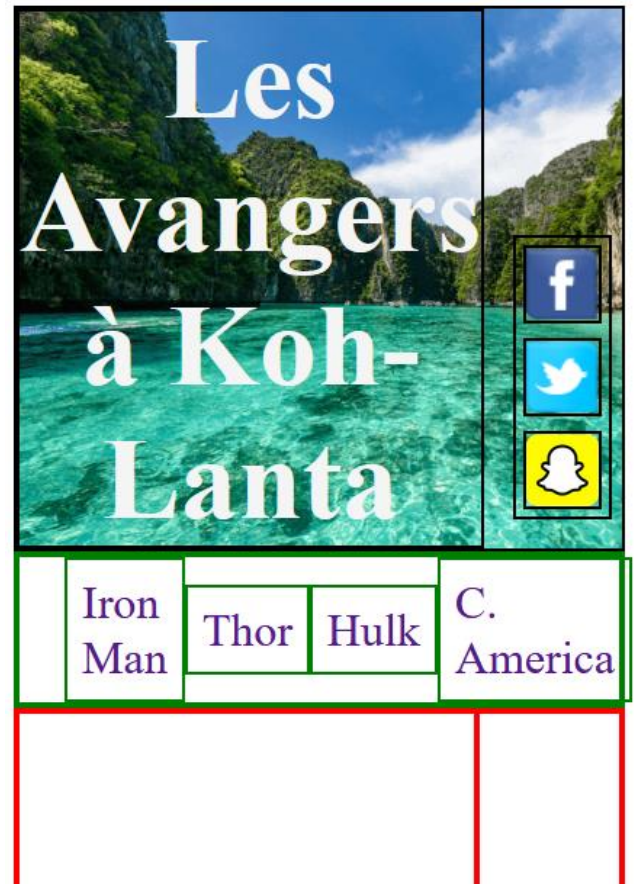 Les
Avangers
à Koh-
Lanta
f
Iron
Man
Thor
Hulk
C.
America